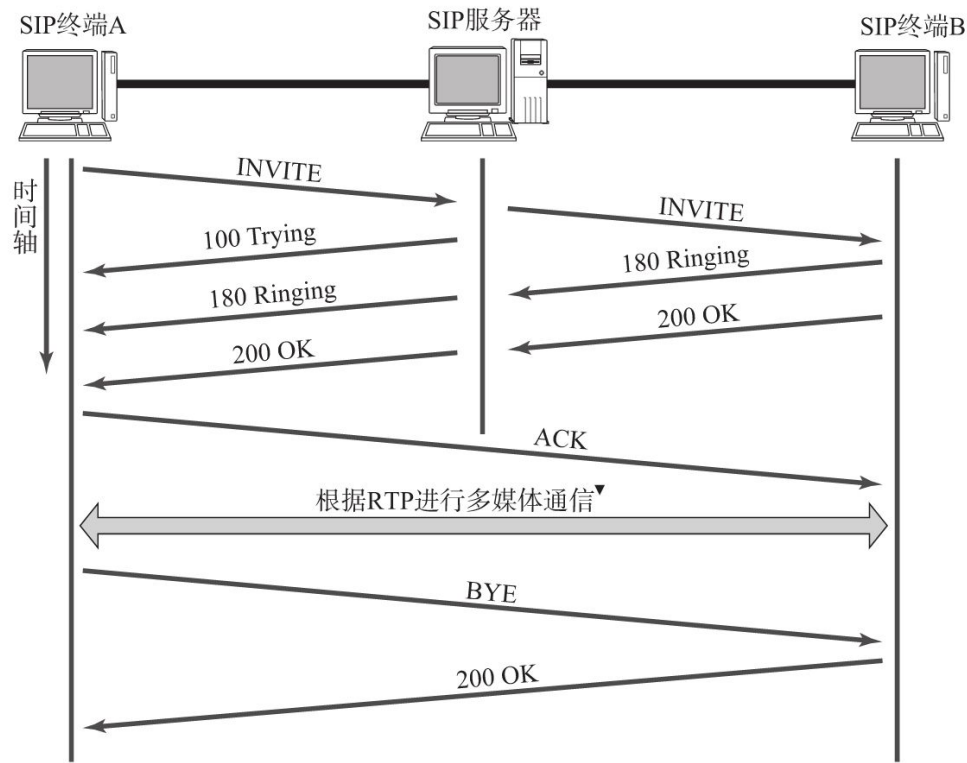 SIP终端A
SIP服务器
SIP终端B
时间轴
INVITE
INVITE
100 Trying
180 Ringing
180 Ringing
200 OK
200 OK
ACK
根据RTP进行多媒体通信▼
BYE
200 OK